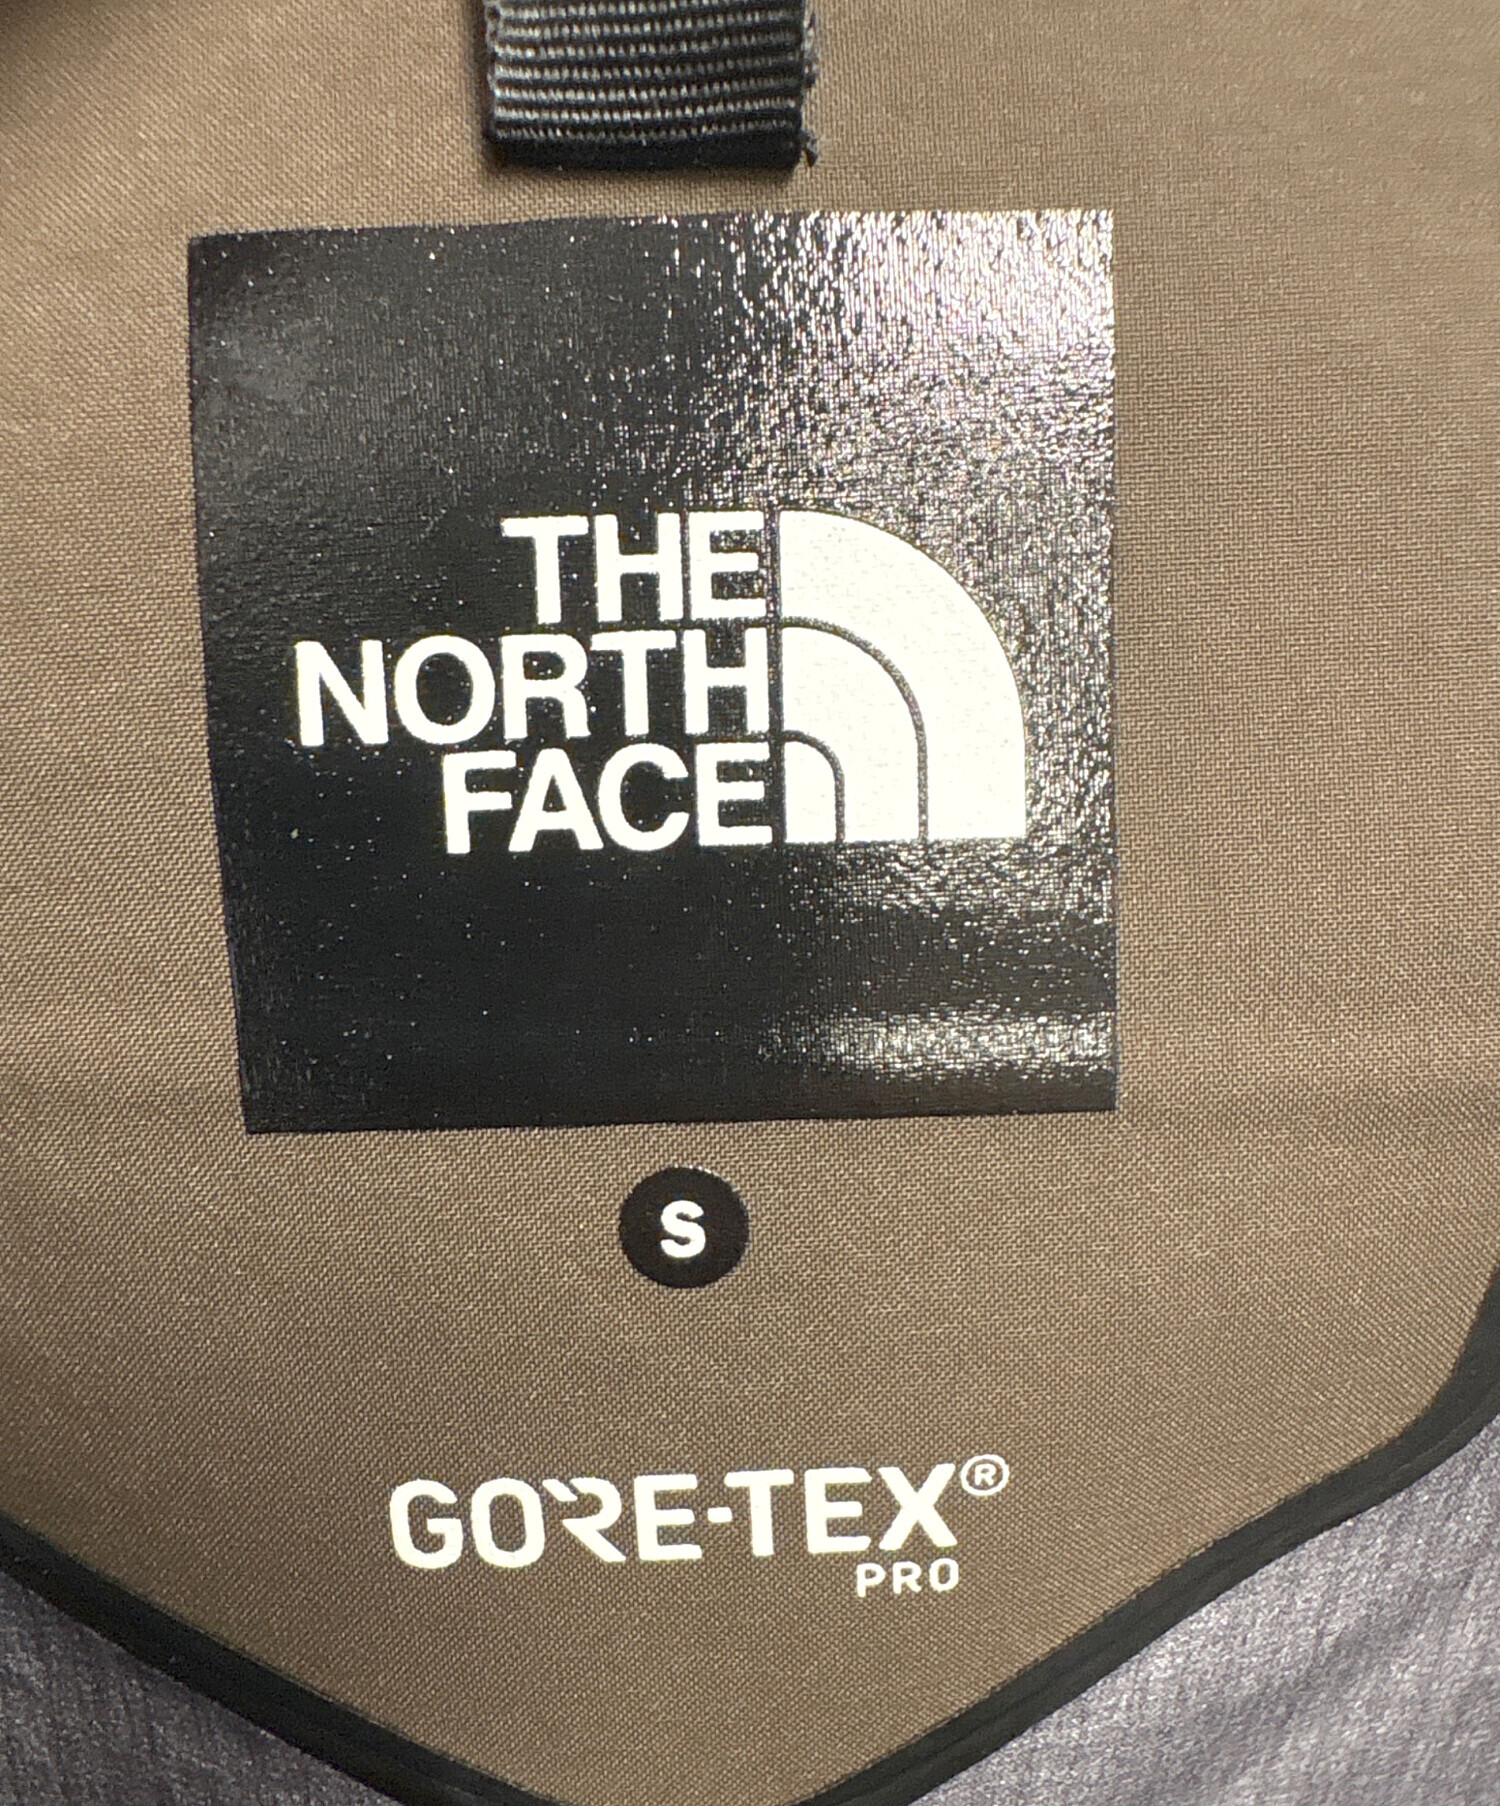 THE
NORTH
FACE
S
GORE-TEX®
PRO